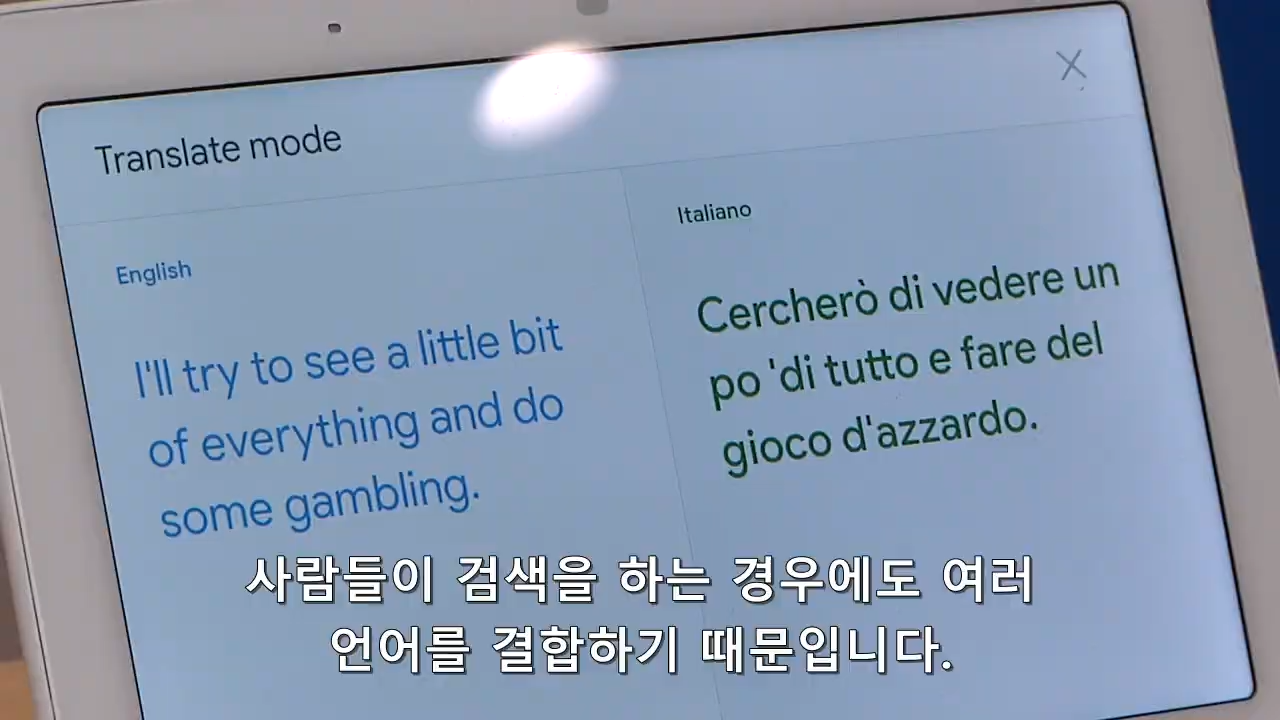 Translate mode
English
I'll try to see a little bit
of everything and do
some gambling.
Italiano
Cercherò di vedere un
po 'di tutto e fare del
gioco d'azzardo.
사람들이 검색을 하는 경우에도 여러
언어를 결합하기 때문입니다.